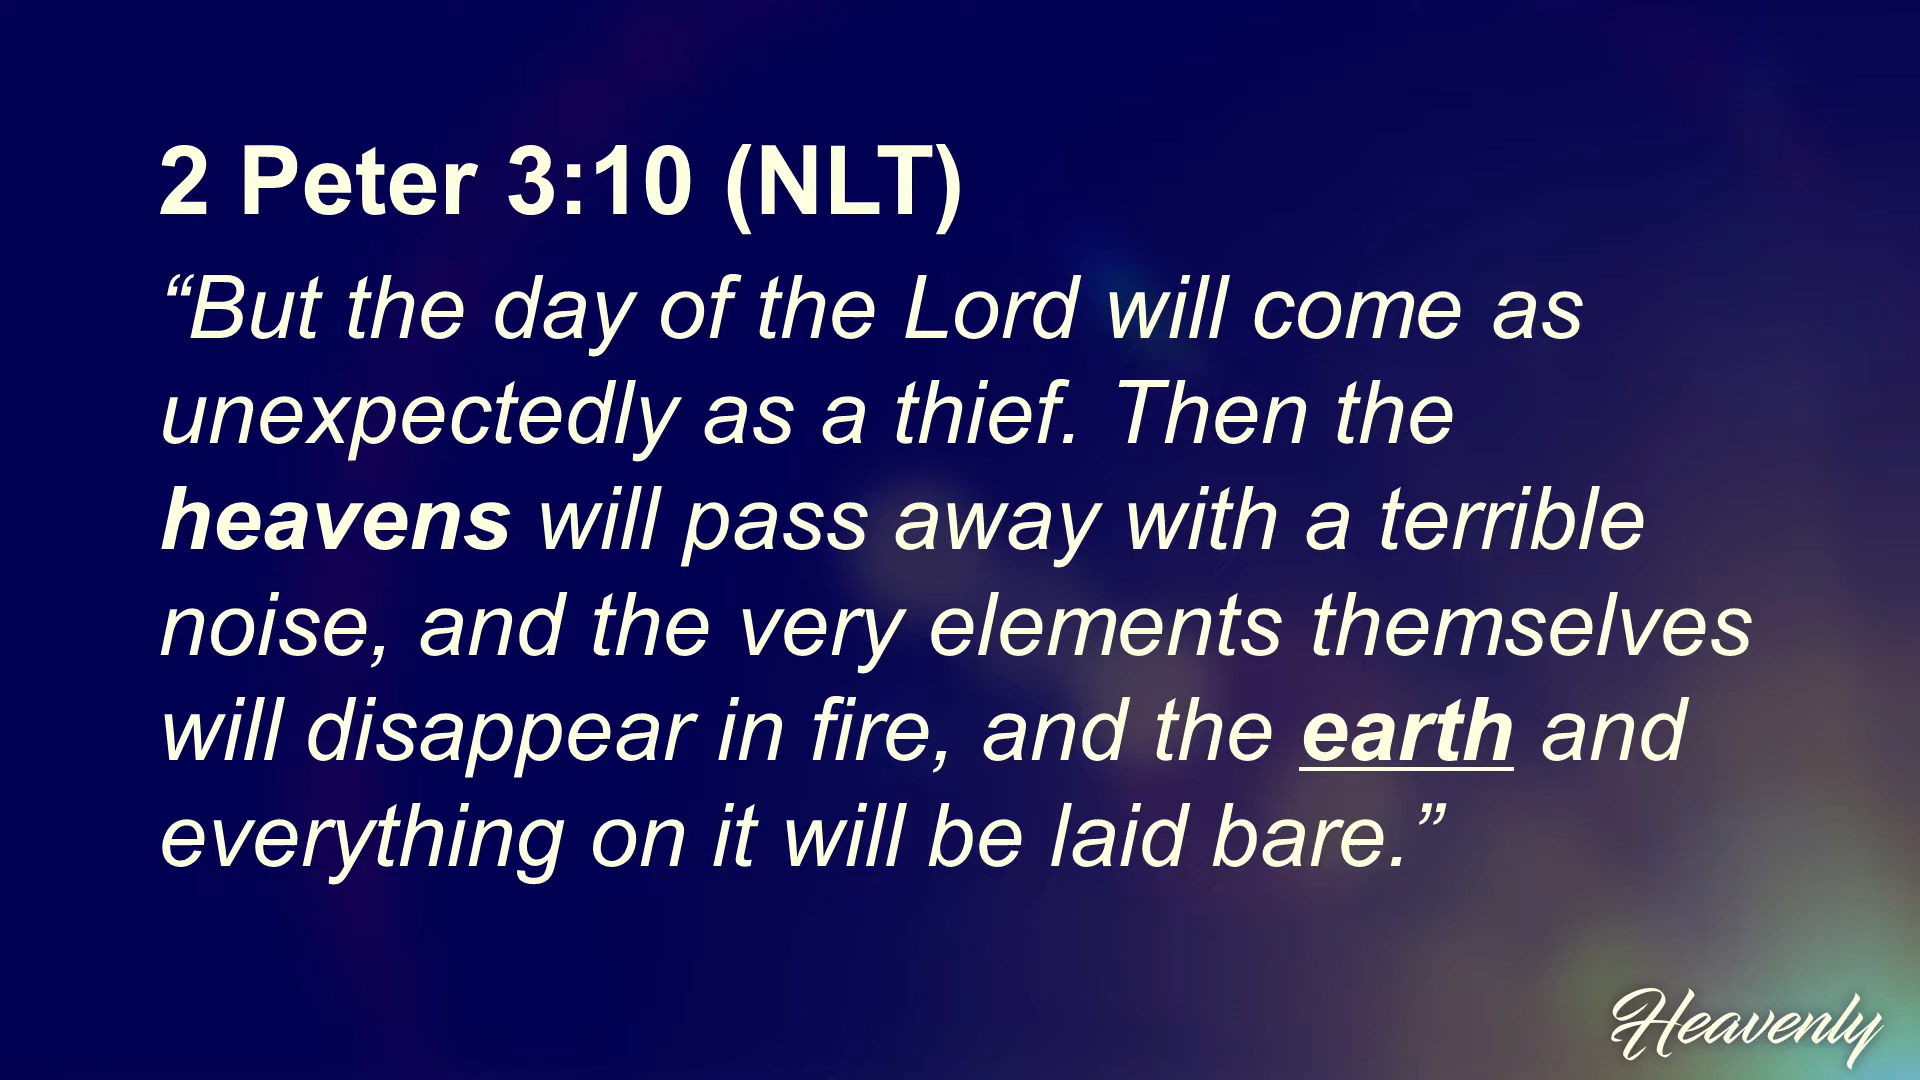 2 Peter 3:10 (NLT)
“But the day of the Lord will come as
unexpectedly as a thief. Then the
heavens will pass away with a terrible
noise, and the very elements themselves
will disappear in fire, and the earth and
everything on it will be laid bare.”
Heavenly